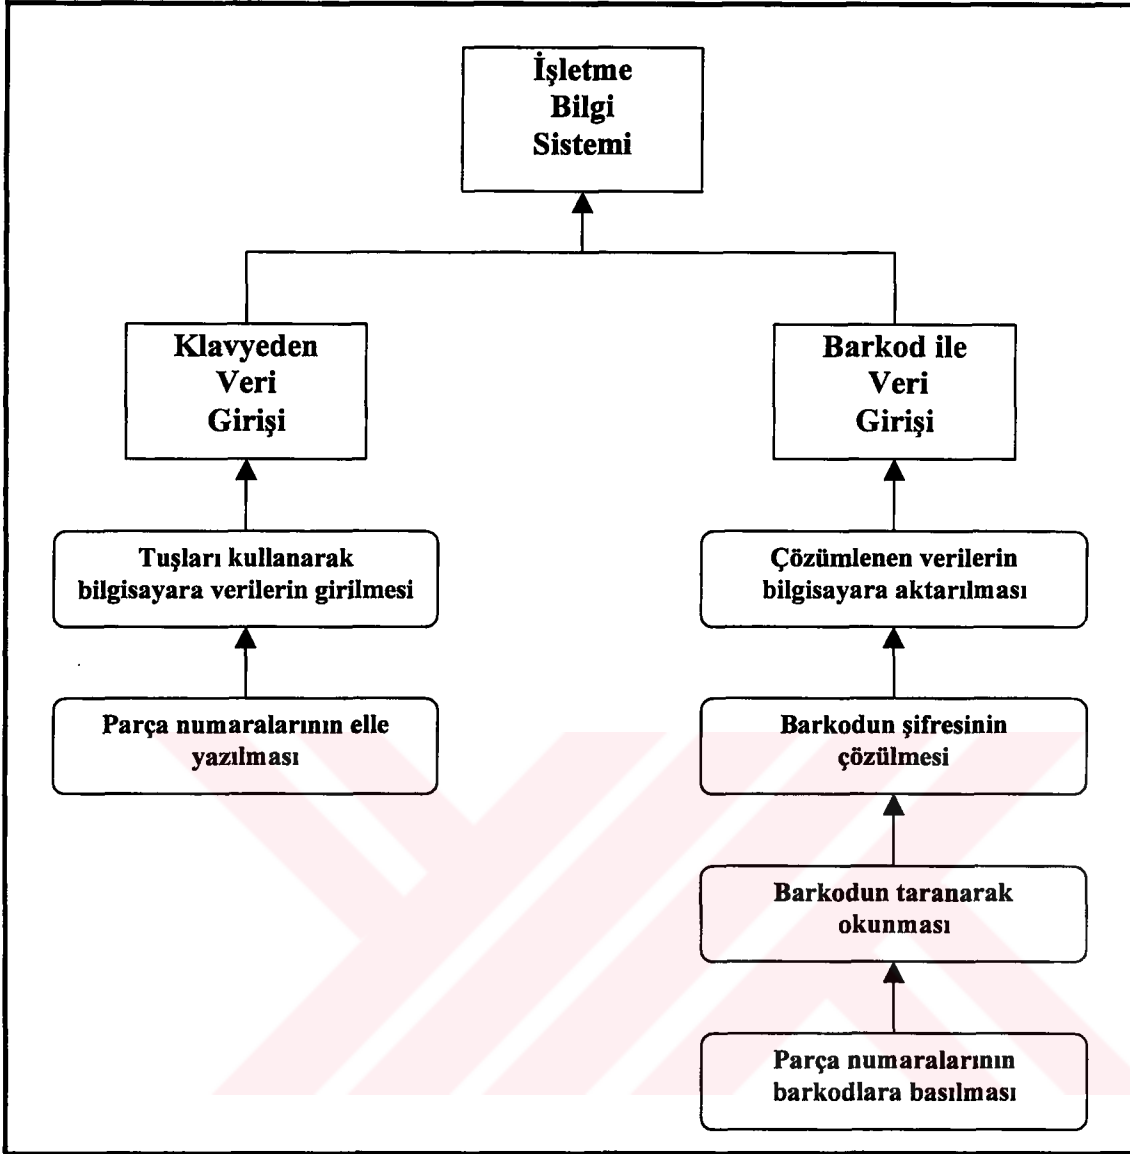 İşletme
Bilgi
Sistemi
Klavyeden
Veri
Girişi
Tuşları kullanarak
bilgisayara verilerin girilmesi
Parça numaralarının elle
yazılması
Barkod ile
Veri
Girişi
Çözümlenen verilerin
bilgisayara aktarılması
Barkodun şifresinin
çözülmesi
Barkodun taranarak
okunması
Parça numaralarının
barkodlara basılması